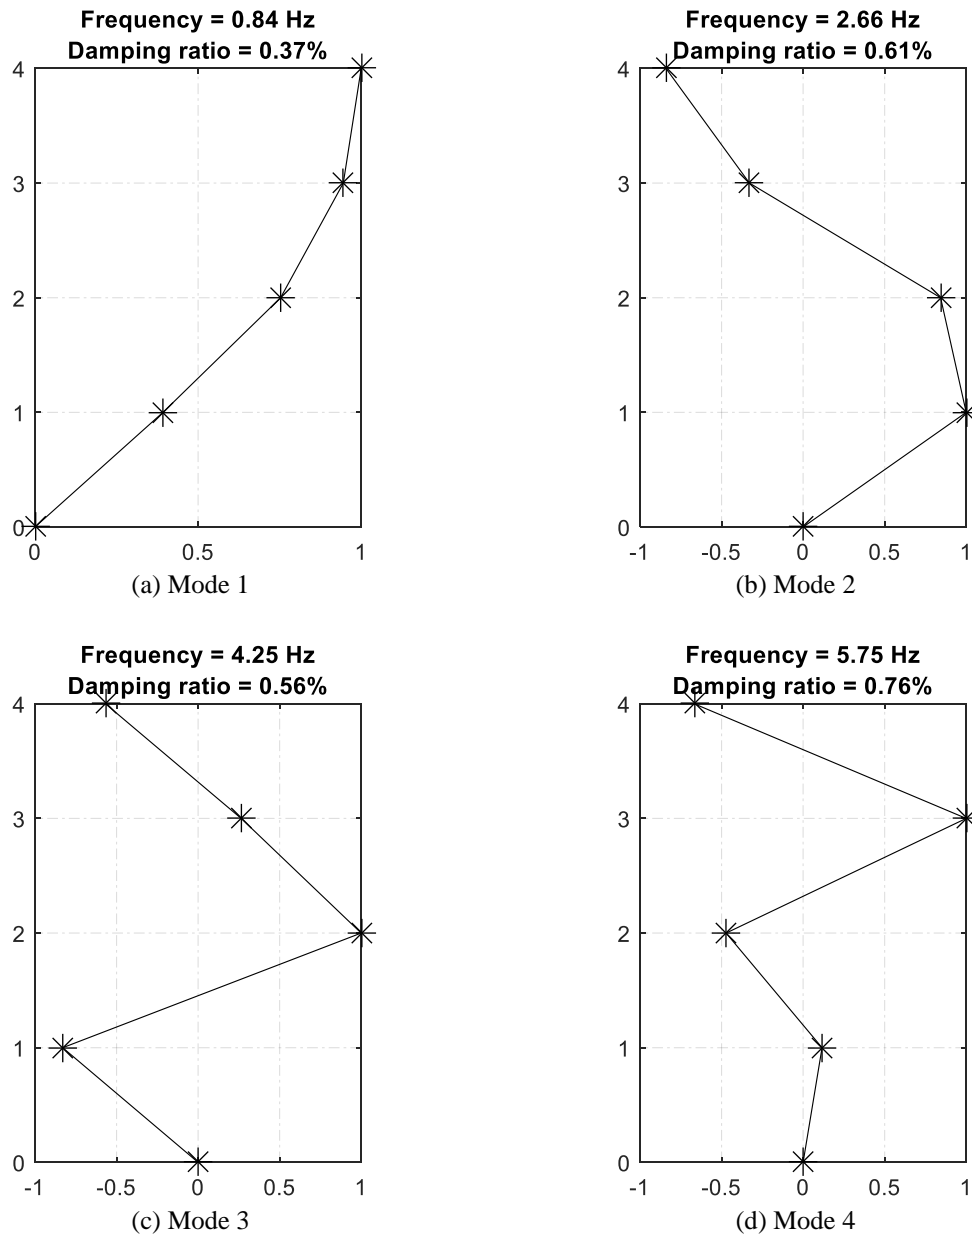 Frequency = 0.84 Hz
Damping ratio = 0.37%
4
3
2
1
0
0 0.5 1
(a) Mode 1
Frequency = 2.66 Hz
Damping ratio = 0.61%
4
3
2
1
0
-1 -0.5 0 0.5 1
(b) Mode 2
Frequency = 4.25 Hz
Damping ratio = 0.56%
4
3
2
1
0
-1 -0.5 0 0.5 1
(c) Mode 3
Frequency = 5.75 Hz
Damping ratio = 0.76%
4
3
2
1
0
-1 -0.5 0 0.5 1
(d) Mode 4